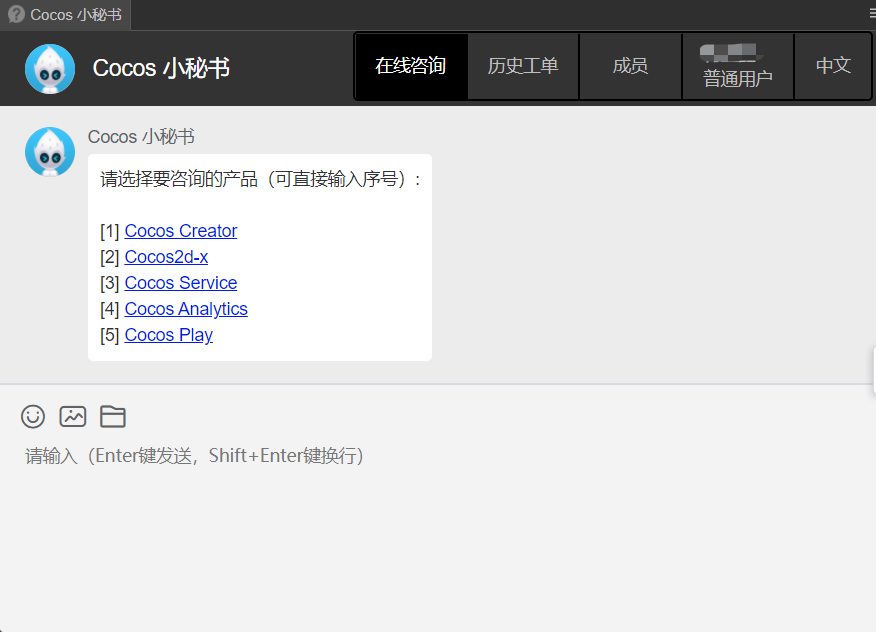 Cocos 小秘书
Cocos 小秘书
在线咨询
历史工单
成员
普通用户
中文
Cocos 小秘书
请选择要咨询的产品（可直接输入序号）:
[1] Cocos Creator
[2] Cocos2d-x
[3] Cocos Service
[4] Cocos Analytics
[5] Cocos Play
请输入（Enter键发送，Shift+Enter键换行）